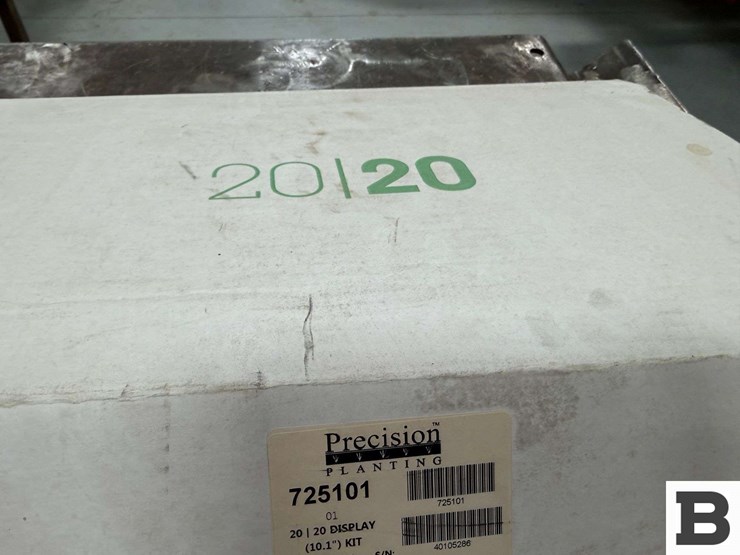 20|20
Precision™
PLANTING
725101
725101
01
20 | 20 DISPLAY
(10.1") KIT
S/N:
40105286
B